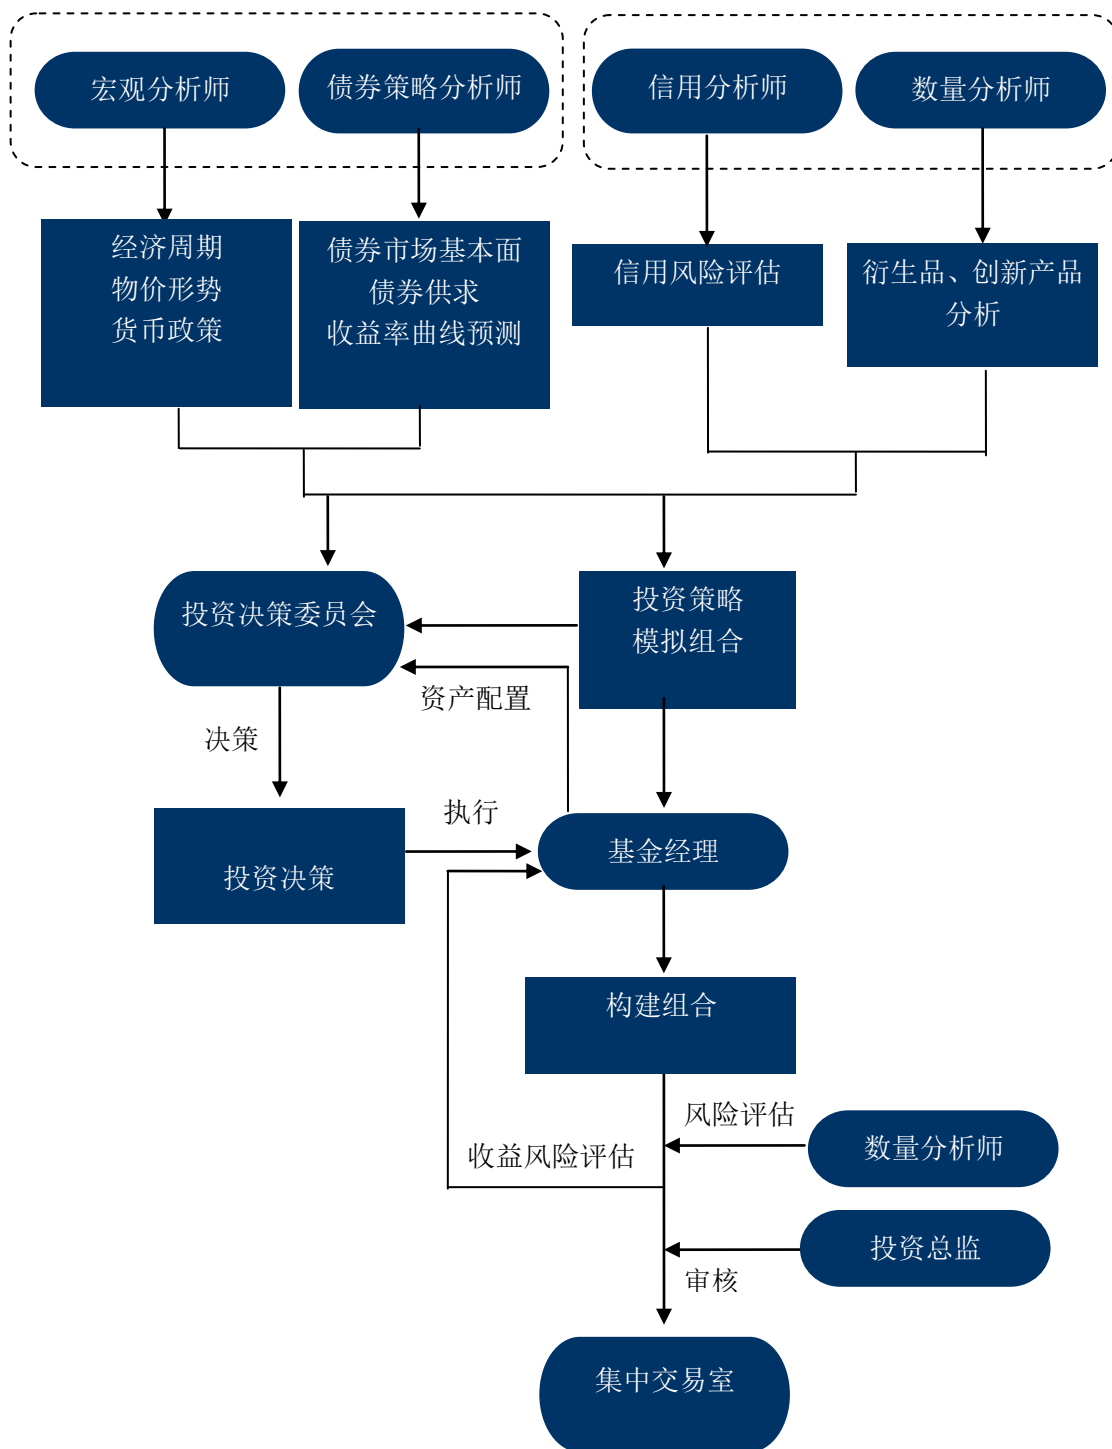 宏观分析师
债券策略分析师
信用分析师
数量分析师
经济周期
物价形势
货币政策
债券市场基本面
债券供求
收益率曲线预测
信用风险评估
衍生品、创新产品
分析
投资决策委员会
投资策略
模拟组合
资产配置
决策
执行
投资决策
基金经理
构建组合
风险评估
数量分析师
收益风险评估
投资总监
审核
集中交易室